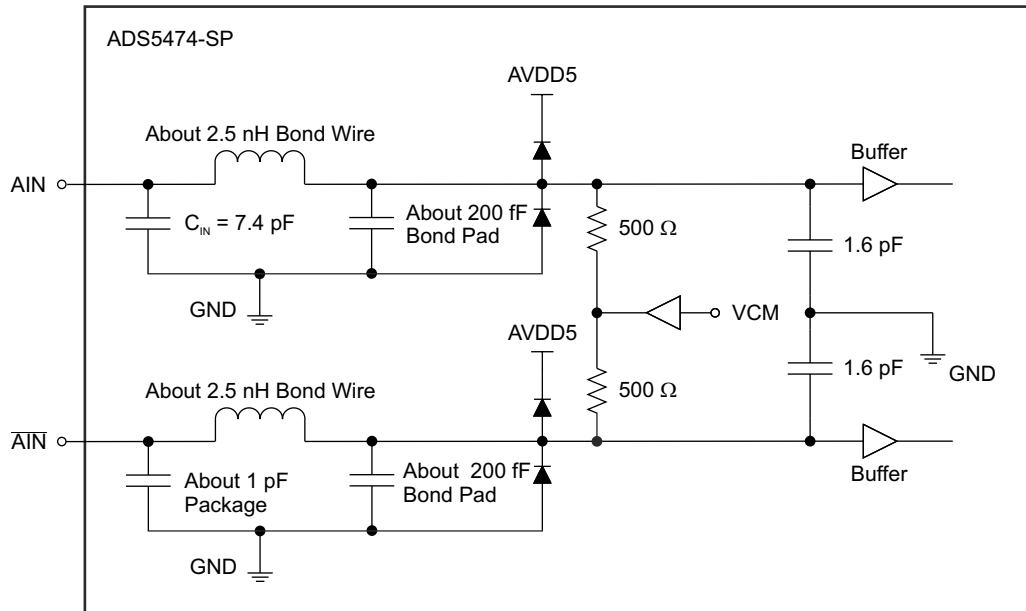 ADS5474-SP
AVDD5
About 2.5 nH Bond Wire
Buffer
AIN
C_IN = 7.4 pF
About 200 fF
Bond Pad
500 Ω
1.6 pF
GND
VCM
AVDD5
GND
1.6 pF
500 Ω
About 2.5 nH Bond Wire
A̅I̅N̅
About 1 pF
Package
About 200 fF
Bond Pad
Buffer
GND